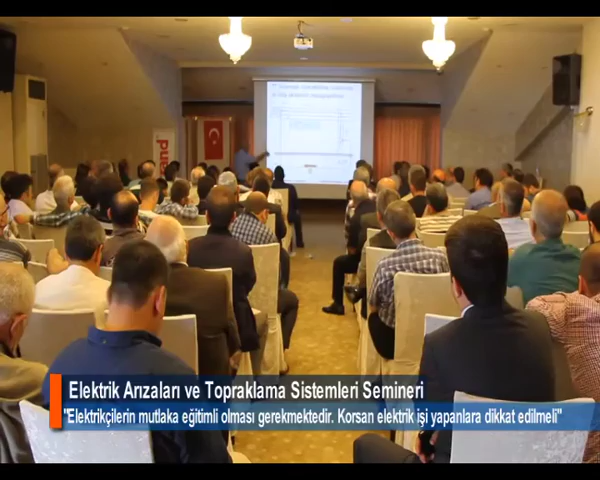 Elektrik Arızaları ve Topraklama Sistemleri Semineri
"Elektrikçilerin mutlaka eğitimli olması gerekmektedir. Korsan elektrik işi yapanlara dikkat edilmeli"